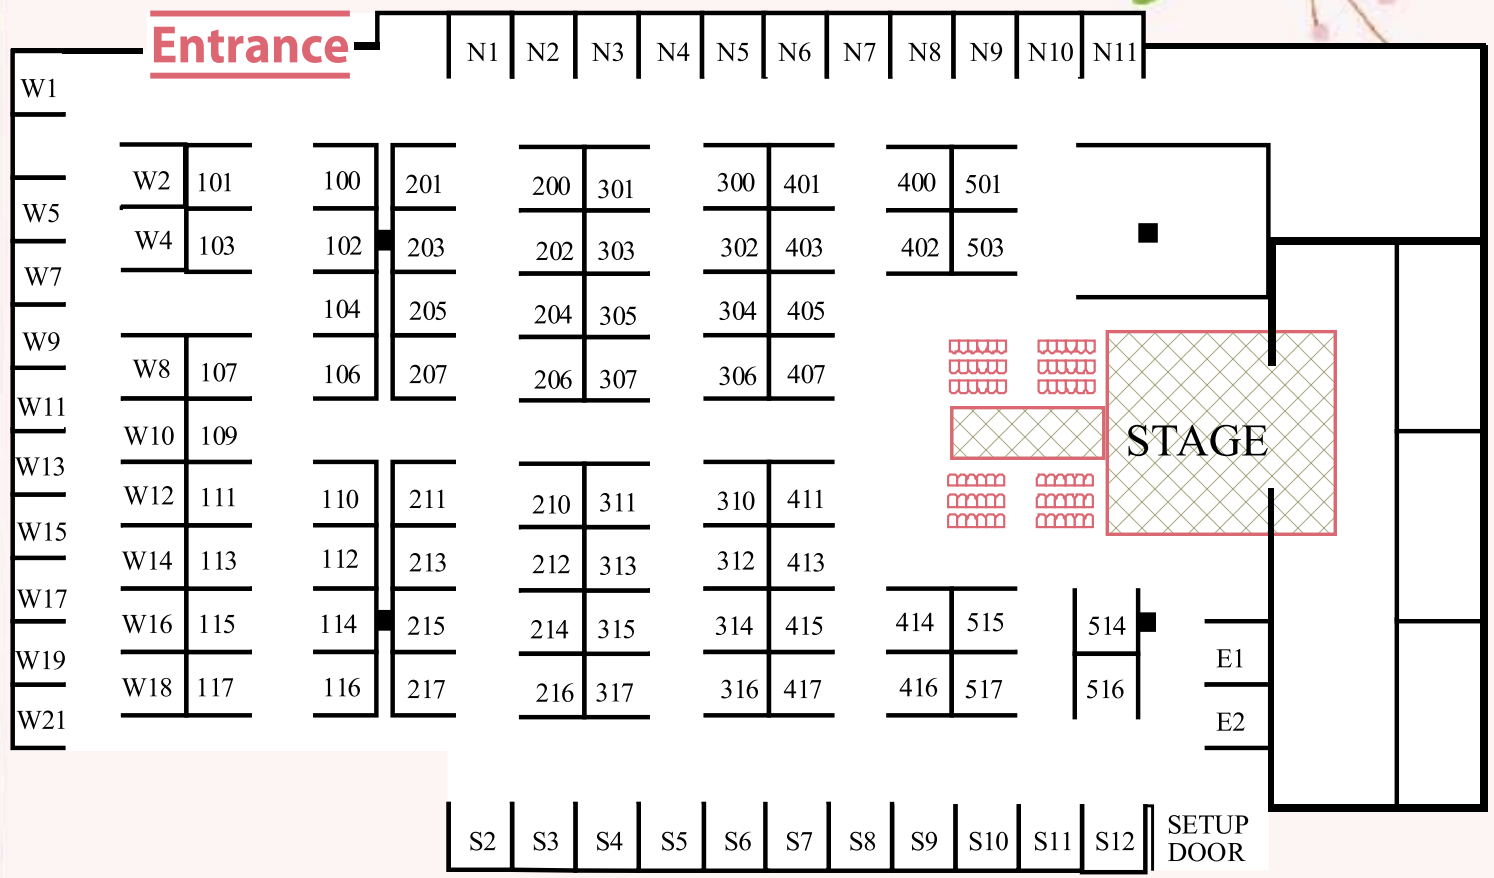 Entrance
N1 N2 N3 N4 N5 N6 N7 N8 N9 N10 N11
W1
W2 101 100 201 200 301 300 401 400 501
W5
W4 103 102 203 202 303 302 403 402 503
W7
104 205 204 305 304 405
W9
W8 107 106 207 206 307 306 407
W11
W10 109
STAGE
W13
W12 111 110 211 210 311 310 411
W15
W14 113 112 213 212 313 312 413
W17
W16 115 114 215 214 315 314 415 414 515 514
W19
E1
W18 117 116 217 216 317 316 417 416 517 516
W21
E2
S2 S3 S4 S5 S6 S7 S8 S9 S10 S11 S12
SETUP
DOOR